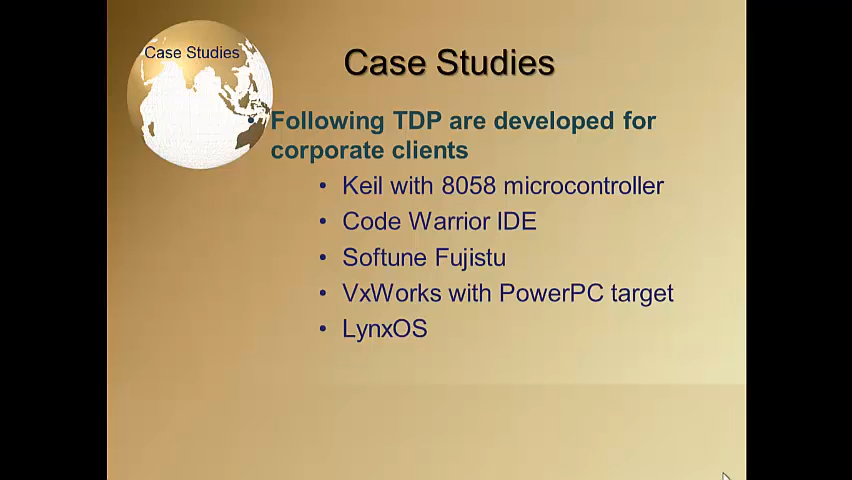 Case Studies
Case Studies
• Following TDP are developed for
corporate clients
• Keil with 8058 microcontroller
• Code Warrior IDE
• Softune Fujistu
• VxWorks with PowerPC target
• LynxOS